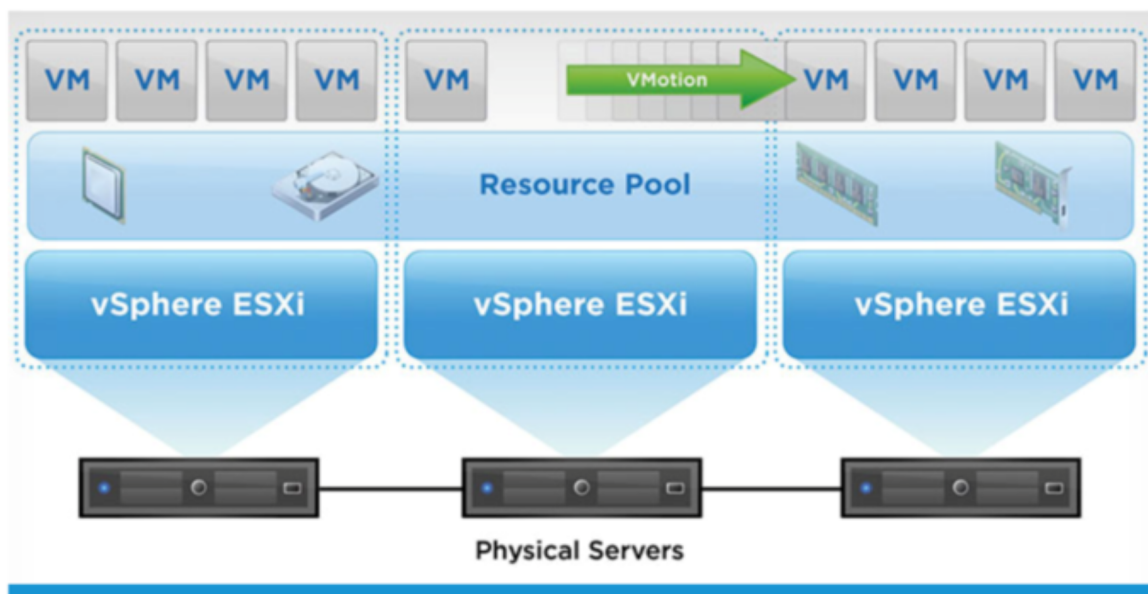 VM VM VM VM VM VMotion VM VM VM VM
Resource Pool
vSphere ESXi vSphere ESXi vSphere ESXi
Physical Servers